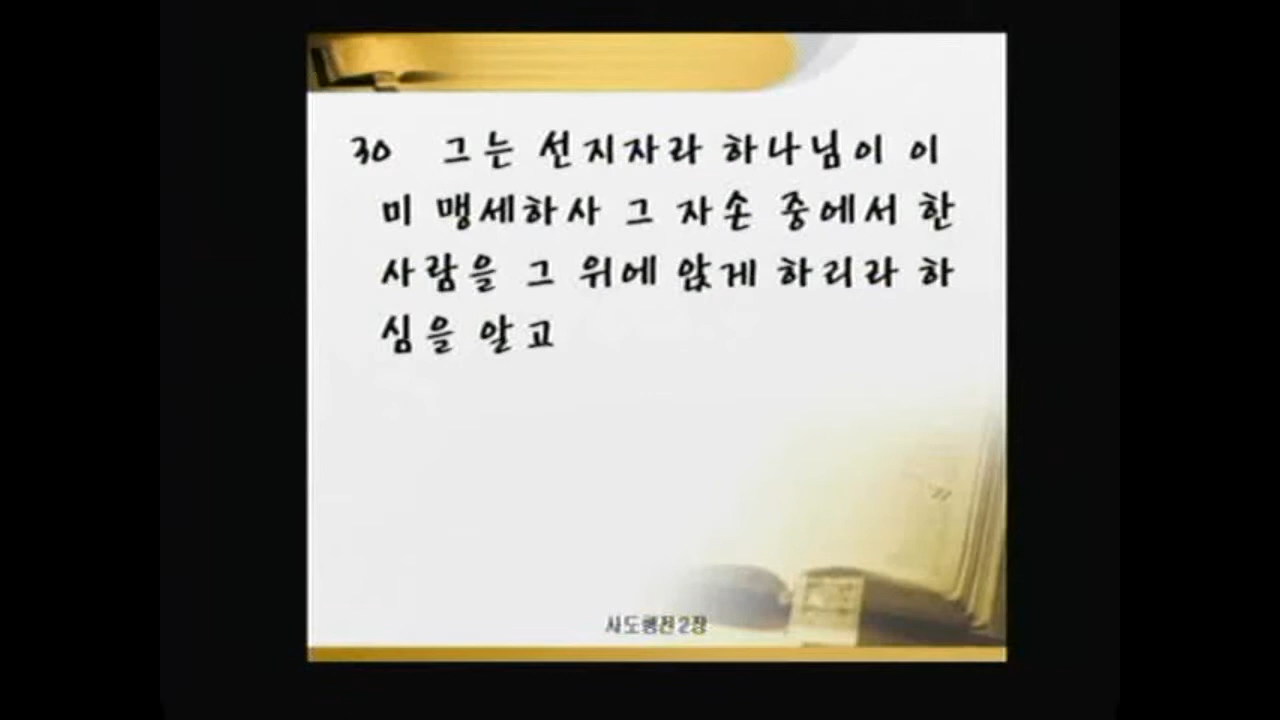 30 그는 선지자라 하나님이 이
미 맹세하사 그 자손 중에서 한
사람을 그 위에 앉게 하리라 하
심을 알고
사도행전2장